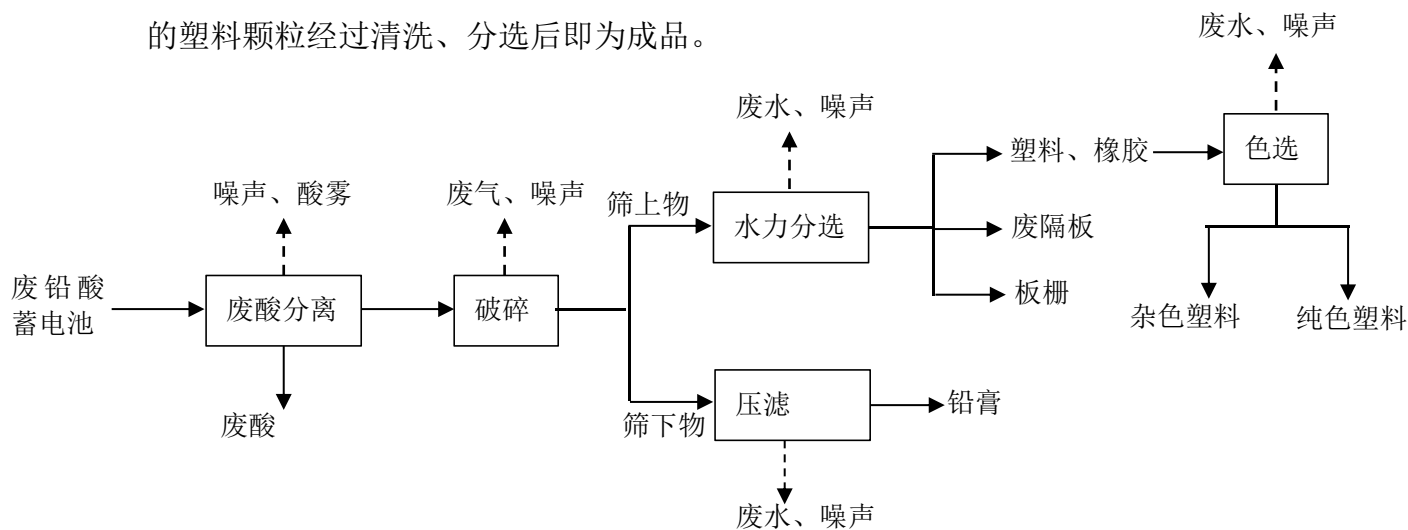 的塑料颗粒经过清洗、分选后即为成品。
废水、噪声
废水、噪声
塑料、橡胶
色选
噪声、酸雾
废气、噪声
筛上物
水力分选
废隔板
废铅酸
蓄电池
废酸分离
破碎
板栅
杂色塑料
纯色塑料
压滤
铅膏
筛下物
废酸
废水、噪声